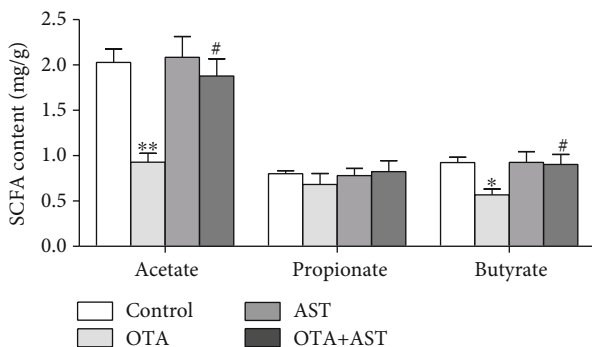 SCFA content (mg/g)
2.5
2.0
1.5
1.0
0.5
0.0
**
#
*
#
Acetate Propionate Butyrate
Control AST
OTA OTA+AST